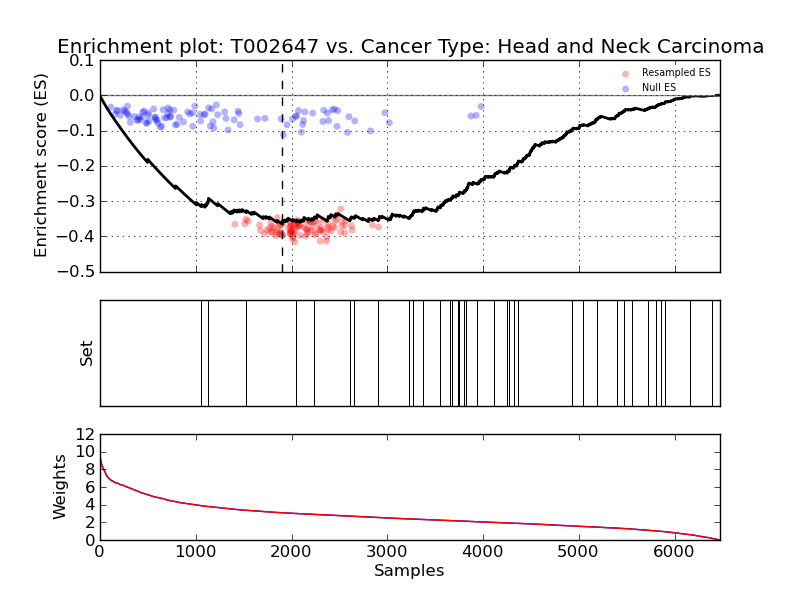 Enrichment plot: T002647 vs. Cancer Type: Head and Neck Carcinoma
0.1
0.0
−0.1
−0.2
−0.3
−0.4
−0.5
Enrichment score (ES)
Resampled ES
Null ES
Set
12
10
8
6
4
2
0
Weights
0 1000 2000 3000 4000 5000 6000
Samples